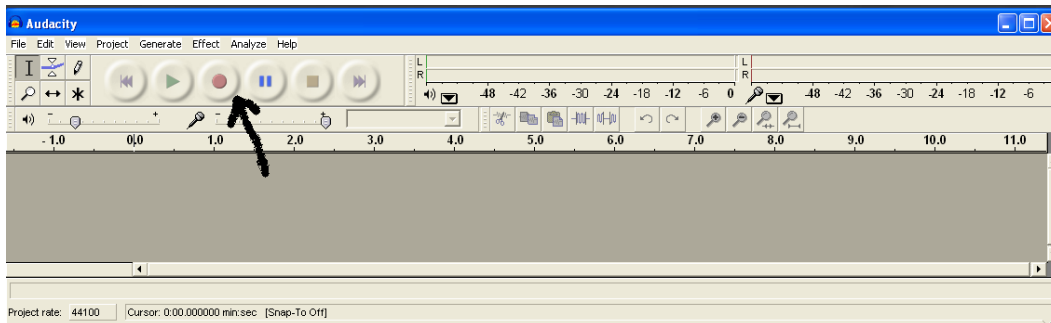 Audacity
File Edit View Project Generate Effect Analyze Help
L L
R R
-48 -42 -36 -30 -24 -18 -12 -6 0 -48 -42 -36 -30 -24 -18 -12 -6
- + - +
- 1.0 0.0 1.0 2.0 3.0 4.0 5.0 6.0 7.0 8.0 9.0 10.0 11.0
Project rate: 44100 Cursor: 0:00.000000 min:sec [Snap-To Off]